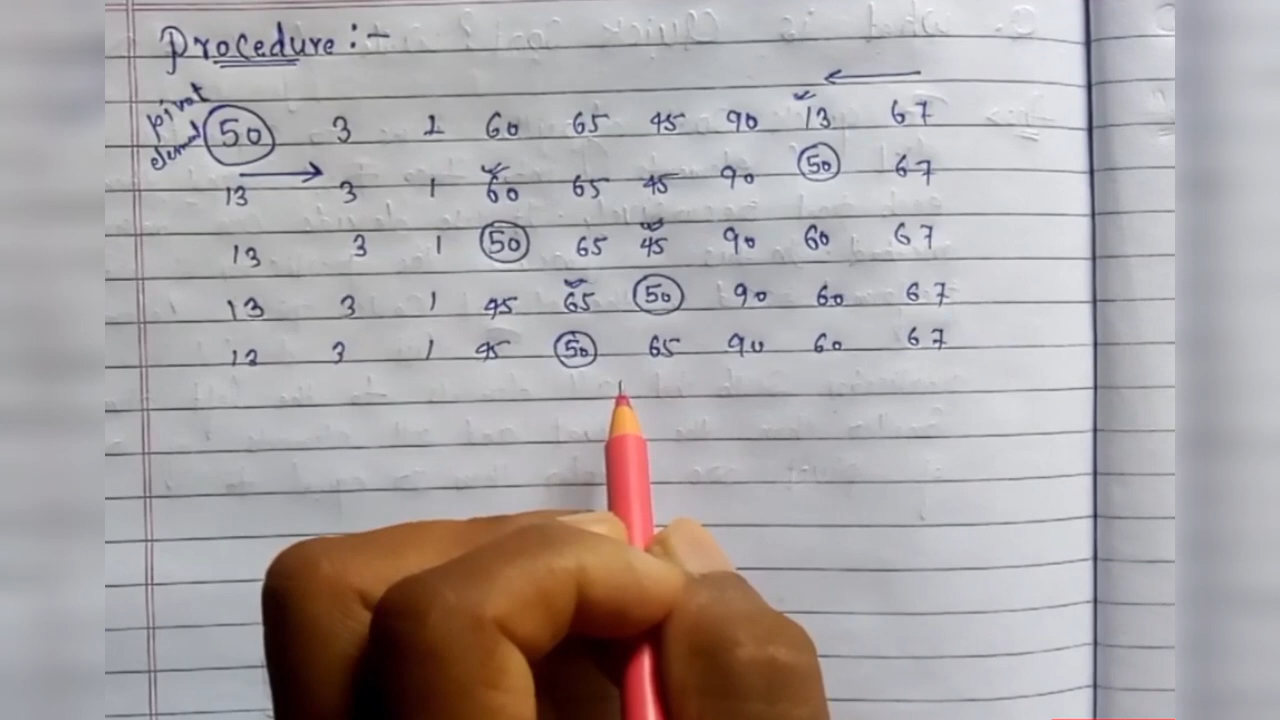 Procedure :-
pivot element
50 3 1 60 65 45 90 13 67
13 3 1 60 65 45 90 50 67
13 3 1 50 65 45 90 60 67
13 3 1 45 65 50 90 60 67
13 3 1 45 50 65 90 60 67